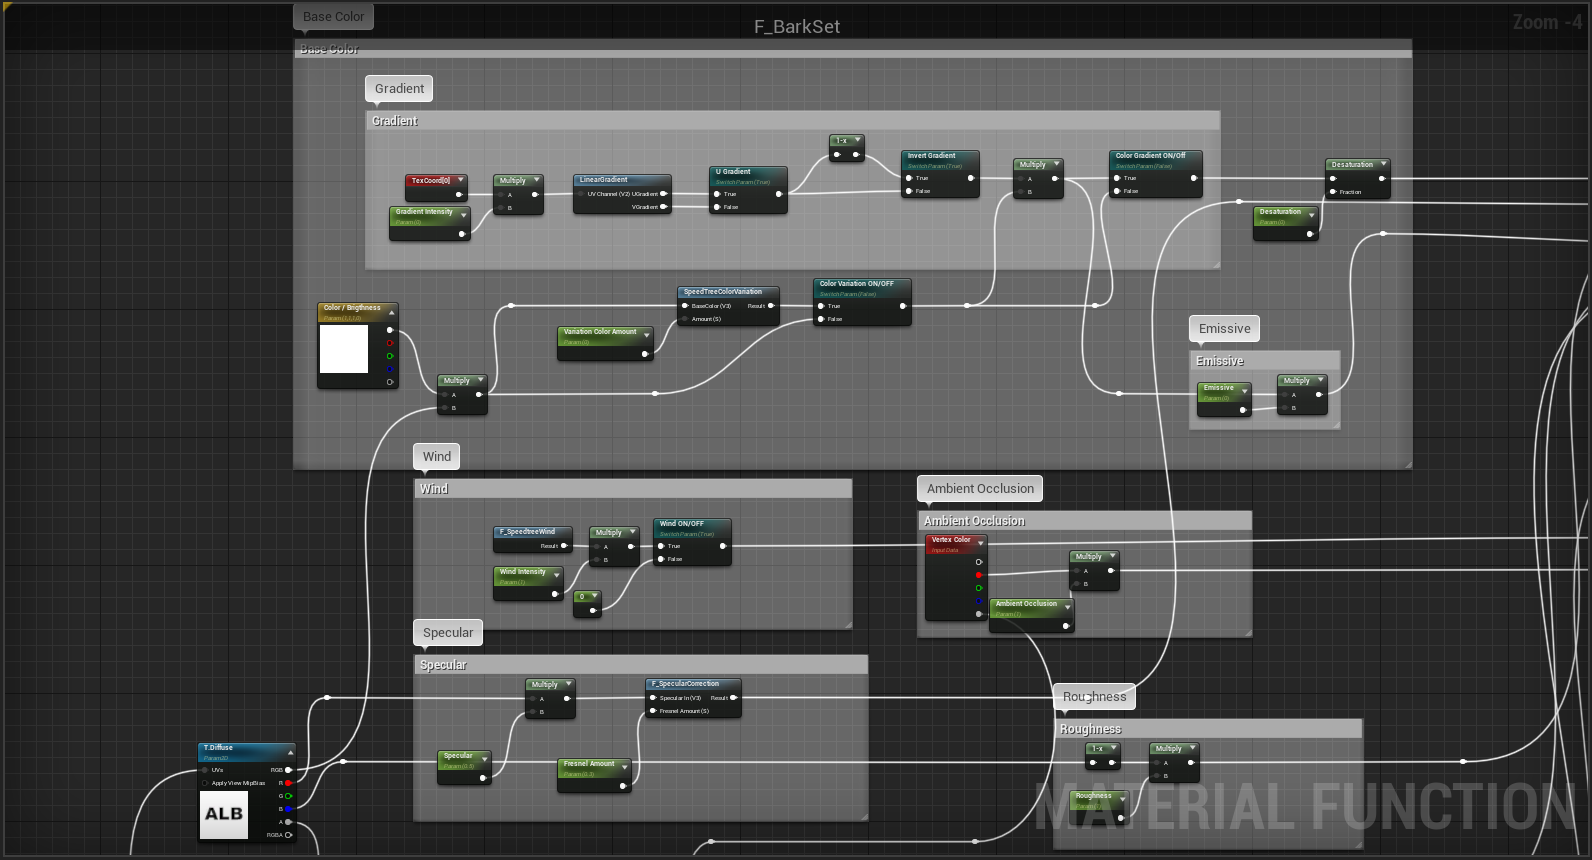 F_BarkSet
Zoom -4
Base Color
Base Color
Gradient
Gradient
TexCoord[0]
Gradient Intensity
Param (0)
Multiply
A
B
LinearGradient
UV Channel (V2) UGradient
VGradient
U Gradient
Switch Param (True)
True
False
1-x
Invert Gradient
Switch Param (True)
True
False
Multiply
A
B
Color Gradient ON/Off
Switch Param (False)
True
False
Desaturation
Fraction
Desaturation
Param (0)
Color / Brigthness
Param (1,1,1,0)
Multiply
A
B
SpeedTreeColorVariation
BaseColor (V3) Result
Amount (S)
Variation Color Amount
Param (0)
Color Variation ON/OFF
Switch Param (False)
True
False
Emissive
Emissive
Emissive
Param (0)
Multiply
A
B
Wind
Wind
F_SpeedtreeWind
Result
Wind Intensity
Param (1)
Multiply
A
B
0
Wind ON/OFF
Switch Param (True)
True
False
Ambient Occlusion
Ambient Occlusion
Vertex Color
Input Data
Multiply
A
B
Ambient Occlusion
Param (1)
Specular
Specular
Multiply
A
B
Specular
Param (0.5)
F_SpecularCorrection
Specular In (V3) Result
Fresnel Amount (S)
Fresnel Amount
Param (0.3)
Roughness
Roughness
1-x
Multiply
A
B
Roughness
T.Diffuse
Param2D
UVs RGB
Apply View MipBias R
G
B
A
RGBA
ALB
MATERIAL FUNCTION